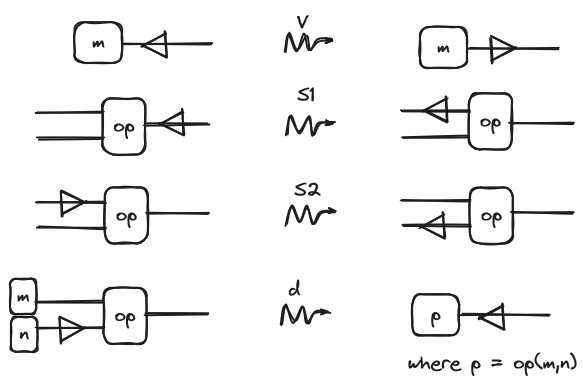 m V m
op S1 op
op S2 op
m
n op d p
where p = op(m,n)